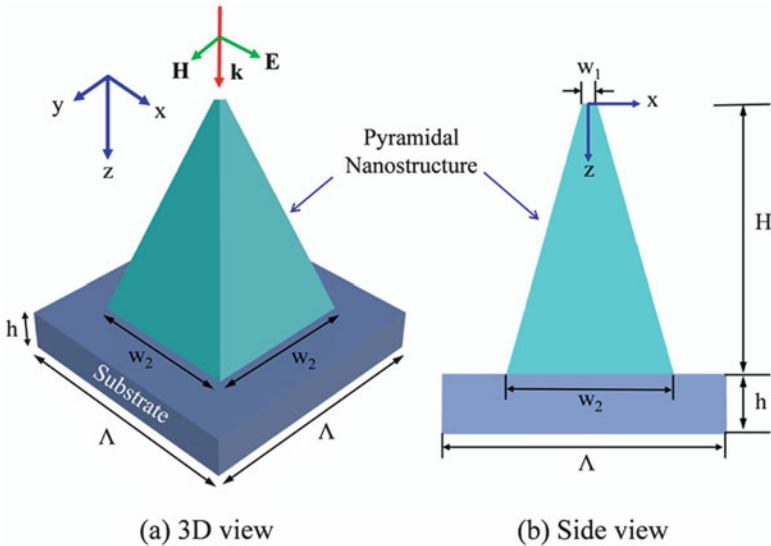 H
E
k
y
x
z
Pyramidal
Nanostructure
h
w2
w2
Substrate
Λ
Λ
(a) 3D view
w1
x
z
H
w2
h
Λ
(b) Side view